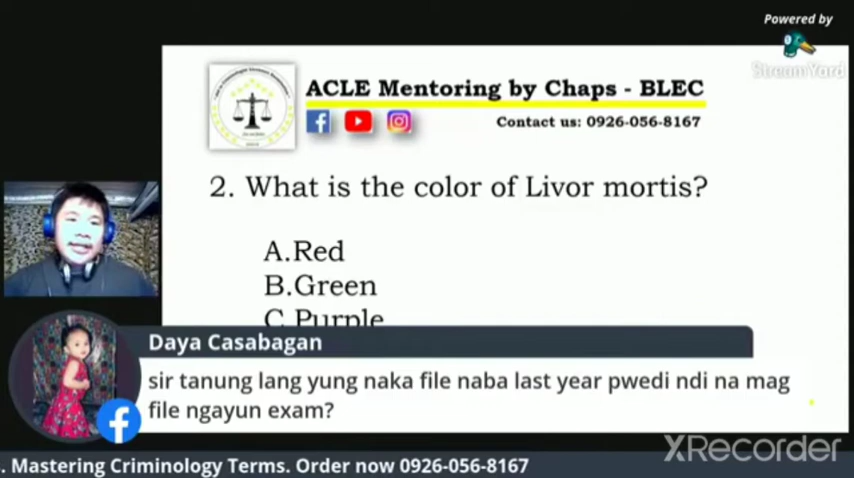 Powered by
StreamYard
ACLE Mentoring by Chaps - BLEC
Contact us: 0926-056-8167
2. What is the color of Livor mortis?
A.Red
B.Green
C.Purple
Daya Casabagan
sir tanung lang yung naka file naba last year pwedi ndi na mag
file ngayun exam?
. Mastering Criminology Terms. Order now 0926-056-8167
XRecorder